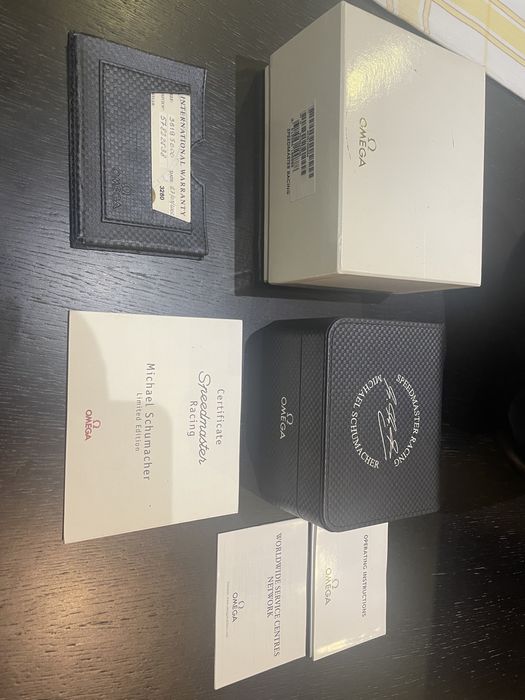 INTERNATIONAL WARRANTY
3280
OMEGA
OMEGA
SPEEDMASTER RACING
Certificate
Speedmaster
Racing
Michael Schumacher
Limited Edition
OMEGA
OMEGA
SPEEDMASTER RACING
MICHAEL SCHUMACHER
WORLDWIDE SERVICE CENTRES
NETWORK
OMEGA
OPERATING INSTRUCTIONS
OMEGA